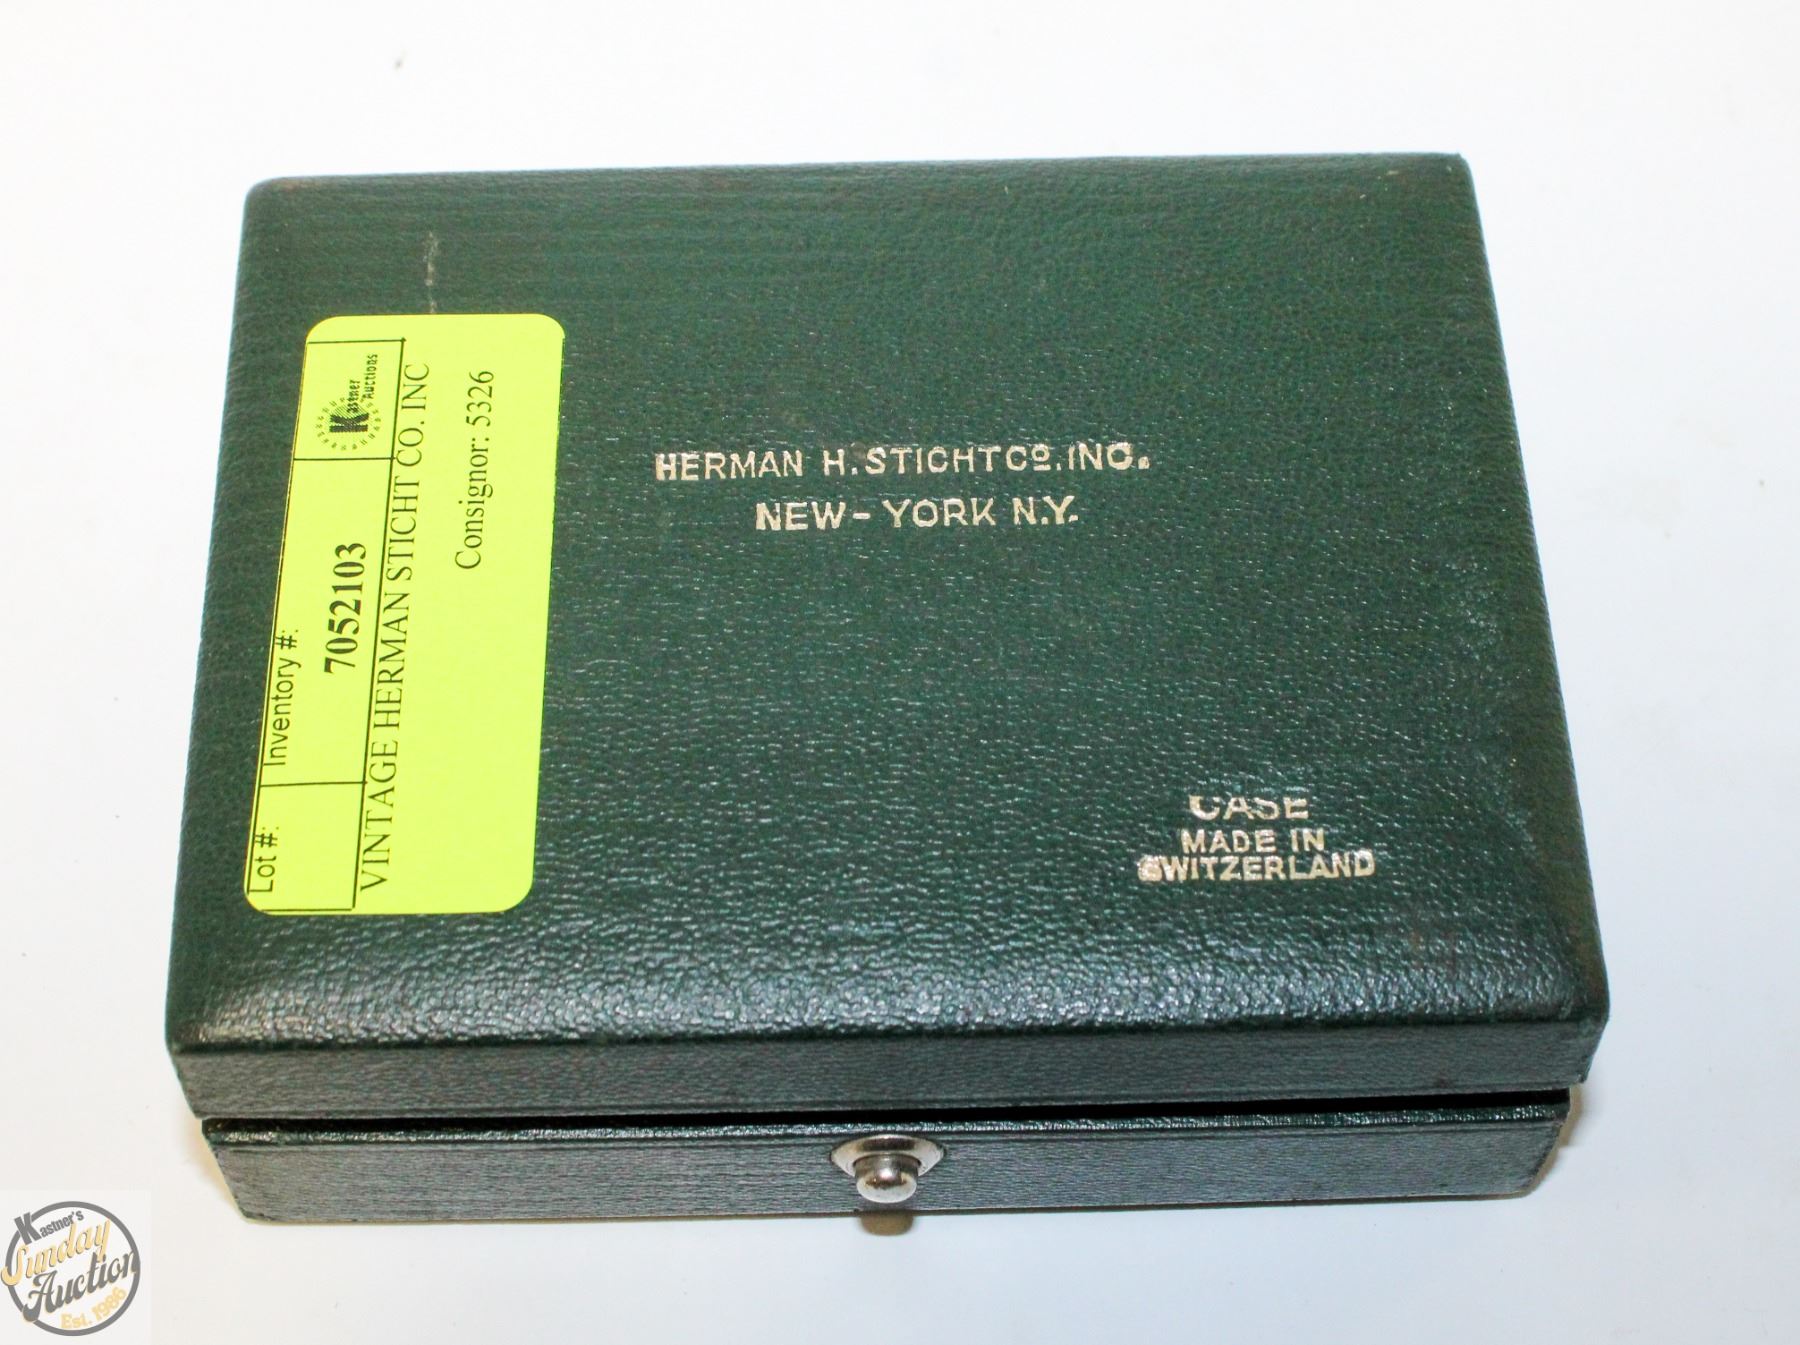 HERMAN H. STICHT CO. INC.
NEW-YORK N.Y.
CASE
MADE IN
SWITZERLAND
Lot #:
Inventory #:
7052103
Kastner
Auctions
VINTAGE HERMAN STICHT CO. INC
Consignor: 5326
Kastner's
Sunday
Auction
Est. 1986